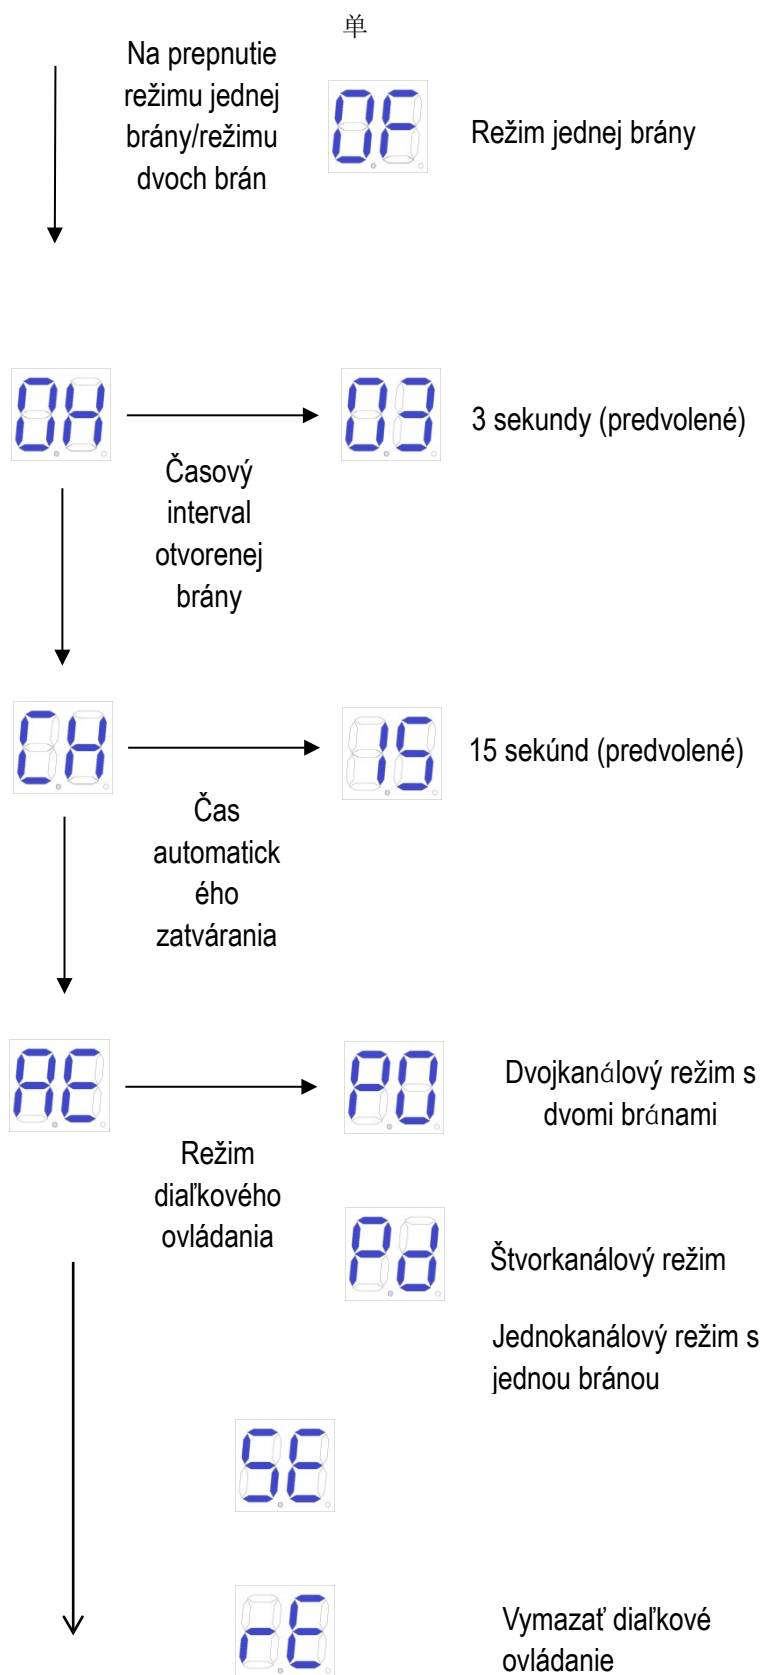 单
Na prepnutie
režimu jednej
brány/režimu
dvoch brán
0F
Režim jednej brány
0H
03
3 sekundy (predvolené)
Časový
interval
otvorenej
brány
CH
15
15 sekúnd (predvolené)
Čas
automatick
ého
zatvárania
AE
P0
Dvojkanálový režim s
dvomi bránami
Režim
diaľkového
ovládania
Pd
Štvorkanálový režim
Jednokanálový režim s
jednou bránou
SE
rE
Vymazať diaľkové
ovládanie